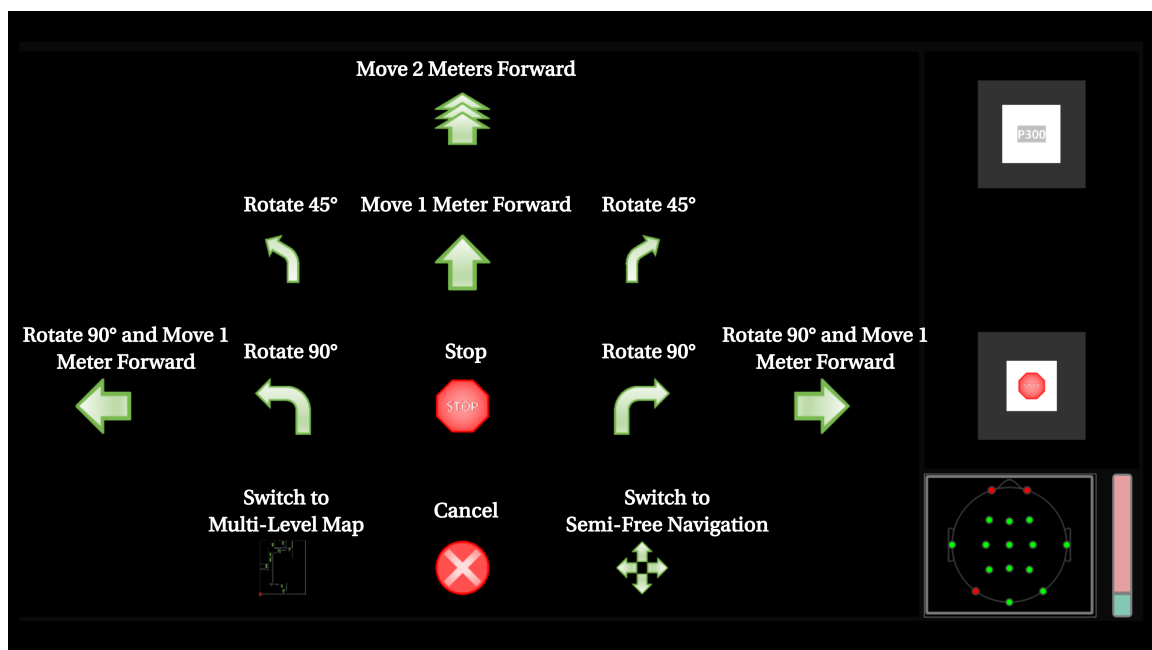 Move 2 Meters Forward
P300
Rotate 45°
Move 1 Meter Forward
Rotate 45°
Rotate 90° and Move 1
Meter Forward
Rotate 90°
Stop
Rotate 90°
Rotate 90° and Move 1
Meter Forward
STOP
STOP
Switch to
Multi-Level Map
Cancel
Switch to
Semi-Free Navigation